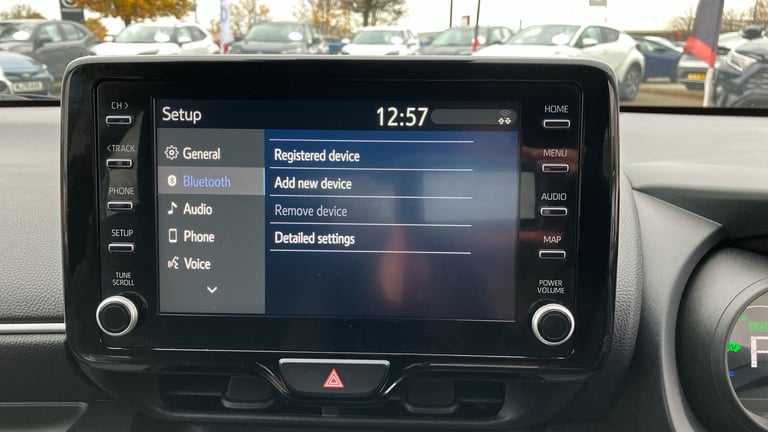 Setup
12:57
General
Bluetooth
Audio
Phone
Voice
Registered device
Add new device
Remove device
Detailed settings
CH >
< TRACK
PHONE
SETUP
TUNE
SCROLL
HOME
MENU
AUDIO
MAP
POWER
VOLUME
READY